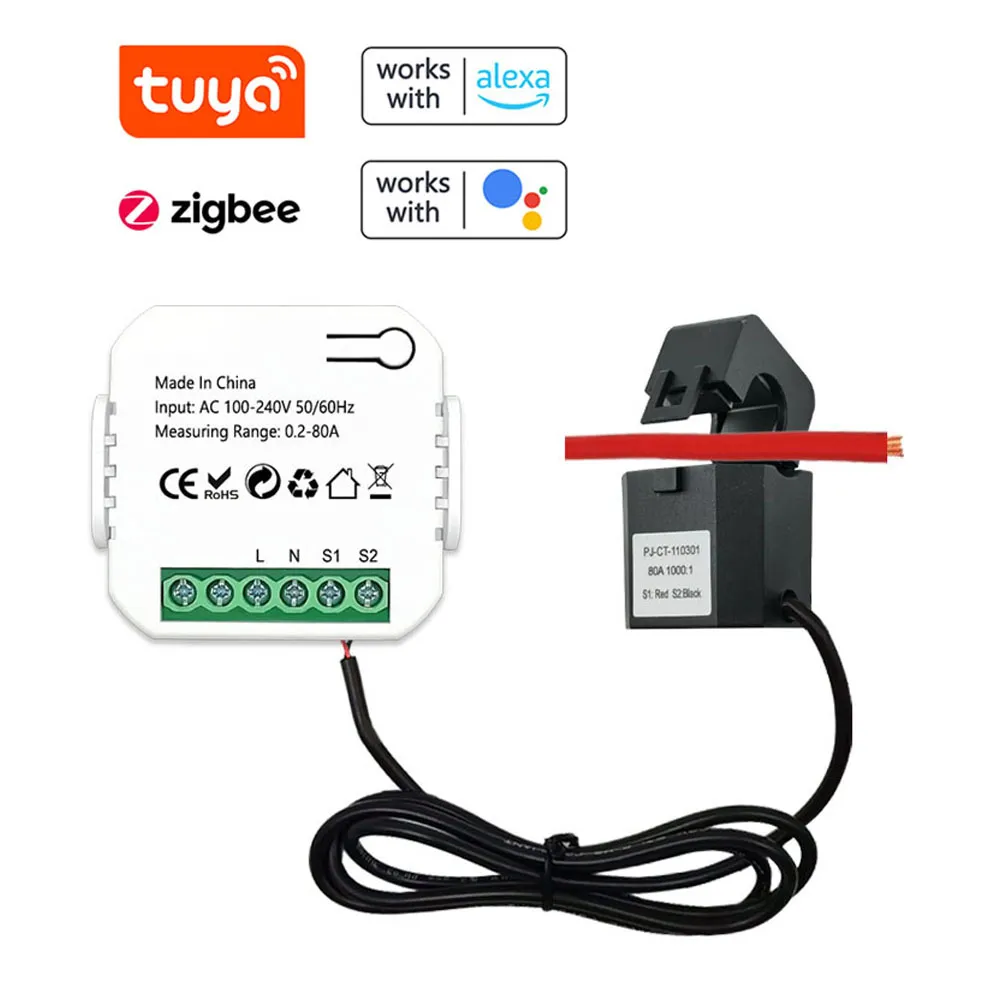 tuya
works with
alexa
zigbee
works with
Made In China
Input: AC 100-240V 50/60Hz
Measuring Range: 0.2-80A
CE RoHS
L N S1 S2
PJ-CT-110301
80A 1000:1
S1: Red S2:Black